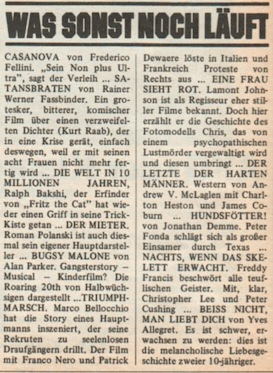 WAS SONST NOCH LÄUFT
CASANOVA von Frederico
Fellini. „Sein Non plus Ul-
tra", sagt der Verleih ... SA-
TANSBRATEN von Rainer
Werner Fassbinder. Ein gro-
ber, bitterer, komischer
Film über einen verzweifel-
ten Dichter (Kurt Raab), der
in eine Krise gerät, einfach
deswegen, weil er mit seinen
acht Frauen nicht mehr fer-
tig wird ... DIE WELT IN 10
MILLIONEN JAHREN,
Ralph Bakshi, der Erfinder
von „Fritz the Cat" hat wie-
der einen Griff in seine Trick-
Kiste getan ... DER MIETER.
Roman Polanski ist auch dies-
mal sein eigener Hauptdarstel-
ler ... BUGSY MALONE von
Alan Parker. Gangsterstory –
Musical – Kinderfilm? Die
Roaring 20th von Halbwüch-
sigen dargestellt ...TRIUMPH-
MARSCH. Marco Bellocchio
hat die Story eines Haupt-
manns inszeniert, der seine
Rekruten zu seelenlosen
Draufgängern drillt. Der Film
mit Franco Nero und Patrick
Dewaere löste in Italien und
Frankreich Proteste von
Rechts aus ... EINE FRAU
SIEHT ROT. Lamont John-
son ist als Regisseur eher stil-
ler Filme bekannt. Doch hier
erzählt er die Geschichte des
Fotomodells Chris, das von
einem psychopathischen
Lustmörder vergewaltigt wird
und diesen umbringt ... DER
LETZTE DER HARTEN
MÄNNER. Western von An-
drew V. McLaglen mit Charl-
ton Heston und James Co-
burn ... HUNDSFÖTTER!
von Jonathan Demme. Peter
Fonda schlägt sich als großer
Einsamer durch Texas ...
NACHTS, WENN DAS SKE-
LETT ERWACHT. Freddy
Francis beschwört alle teuf-
lischen Geister. Mit, klar,
Christopher Lee und Peter
Cushing ... BEISS NICHT,
MAN LIEBT DICH von Yves
Allegret. Es ist schwer, er-
wachsen zu werden: dies ist
die melancholische Liebesge-
schichte zweier 10-jähriger.